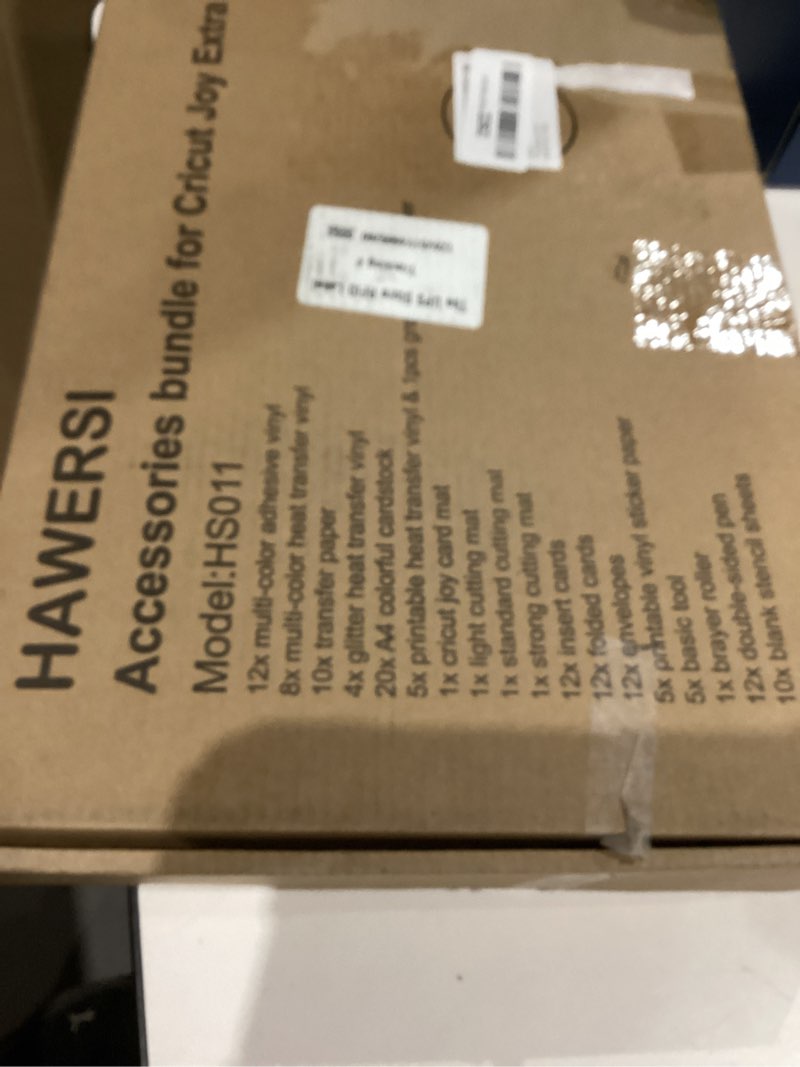 HAWERSI
Accessories bundle for Cricut Joy Extra
Model:HS011
12x multi-color adhesive vinyl
8x multi-color heat transfer vinyl
10x transfer paper
4x glitter heat transfer vinyl
20x A4 colorful cardstock
5x printable heat transfer vinyl & 1pcs
1x cricut joy card mat
1x light cutting mat
1x standard cutting mat
1x strong cutting mat
12x insert cards
12x folded cards
12x envelopes
5x printable vinyl sticker paper
5x basic tool
1x brayer roller
12x double-sided pen
10x blank stencil sheets
The UPS Store
Tracking #